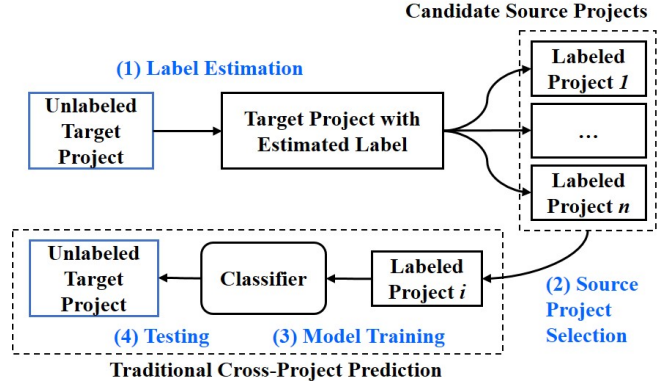 Candidate Source Projects
(1) Label Estimation
Unlabeled
Target
Project
Target Project with
Estimated Label
Labeled
Project 1
...
Labeled
Project n
Unlabeled
Target
Project
Classifier
Labeled
Project i
(2) Source
Project
Selection
(4) Testing
(3) Model Training
Traditional Cross-Project Prediction